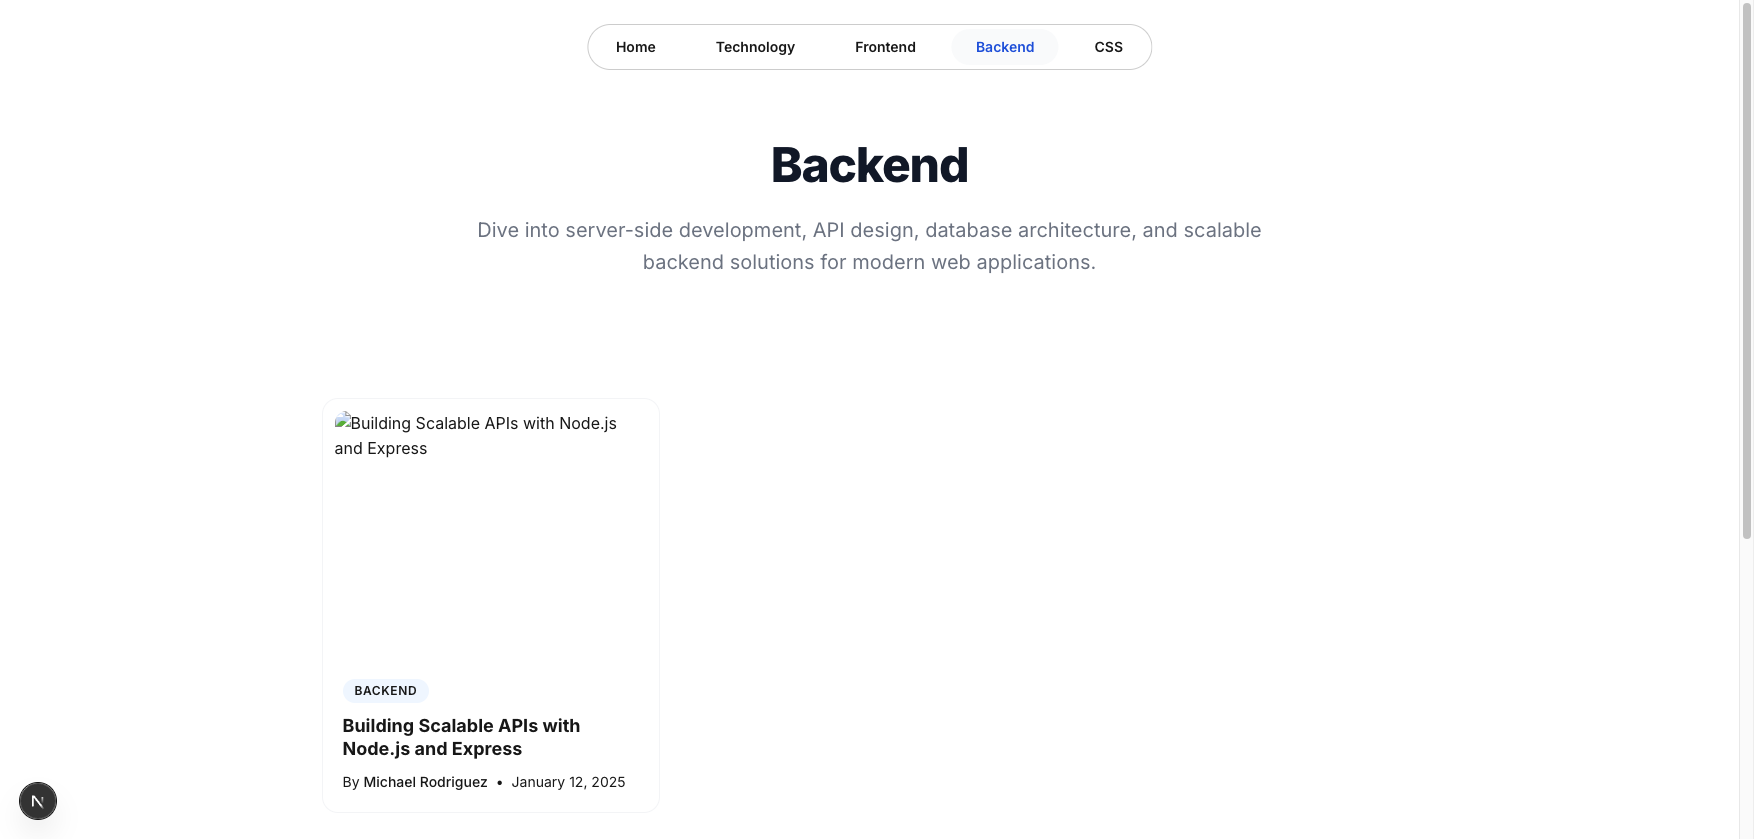 Home
Technology
Frontend
Backend
CSS
Backend
Dive into server-side development, API design, database architecture, and scalable
backend solutions for modern web applications.
Building Scalable APIs with Node.js
and Express
BACKEND
Building Scalable APIs with
Node.js and Express
By Michael Rodriguez • January 12, 2025
N